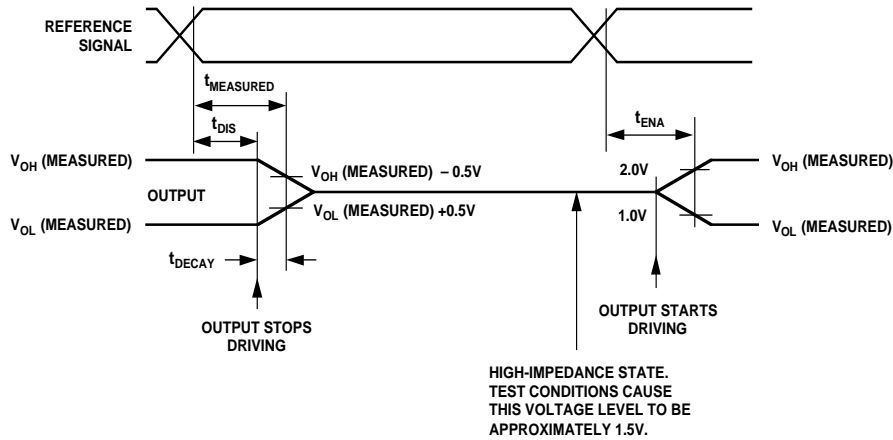 REFERENCE
SIGNAL
tMEASURED
tDIS
tENA
VOH (MEASURED)
VOH (MEASURED) – 0.5V
2.0V
VOH (MEASURED)
OUTPUT
VOL (MEASURED) +0.5V
1.0V
VOL (MEASURED)
VOL (MEASURED)
tDECAY
OUTPUT STOPS
DRIVING
OUTPUT STARTS
DRIVING
HIGH-IMPEDANCE STATE.
TEST CONDITIONS CAUSE
THIS VOLTAGE LEVEL TO BE
APPROXIMATELY 1.5V.